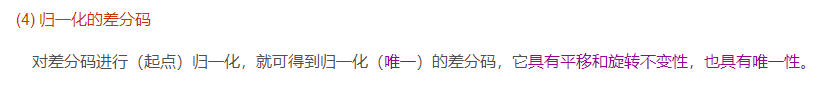 (4) 归一化的差分码
对差分码进行（起点）归一化，就可得到归一化（唯一）的差分码，它具有平移和旋转不变性，也具有唯一性。